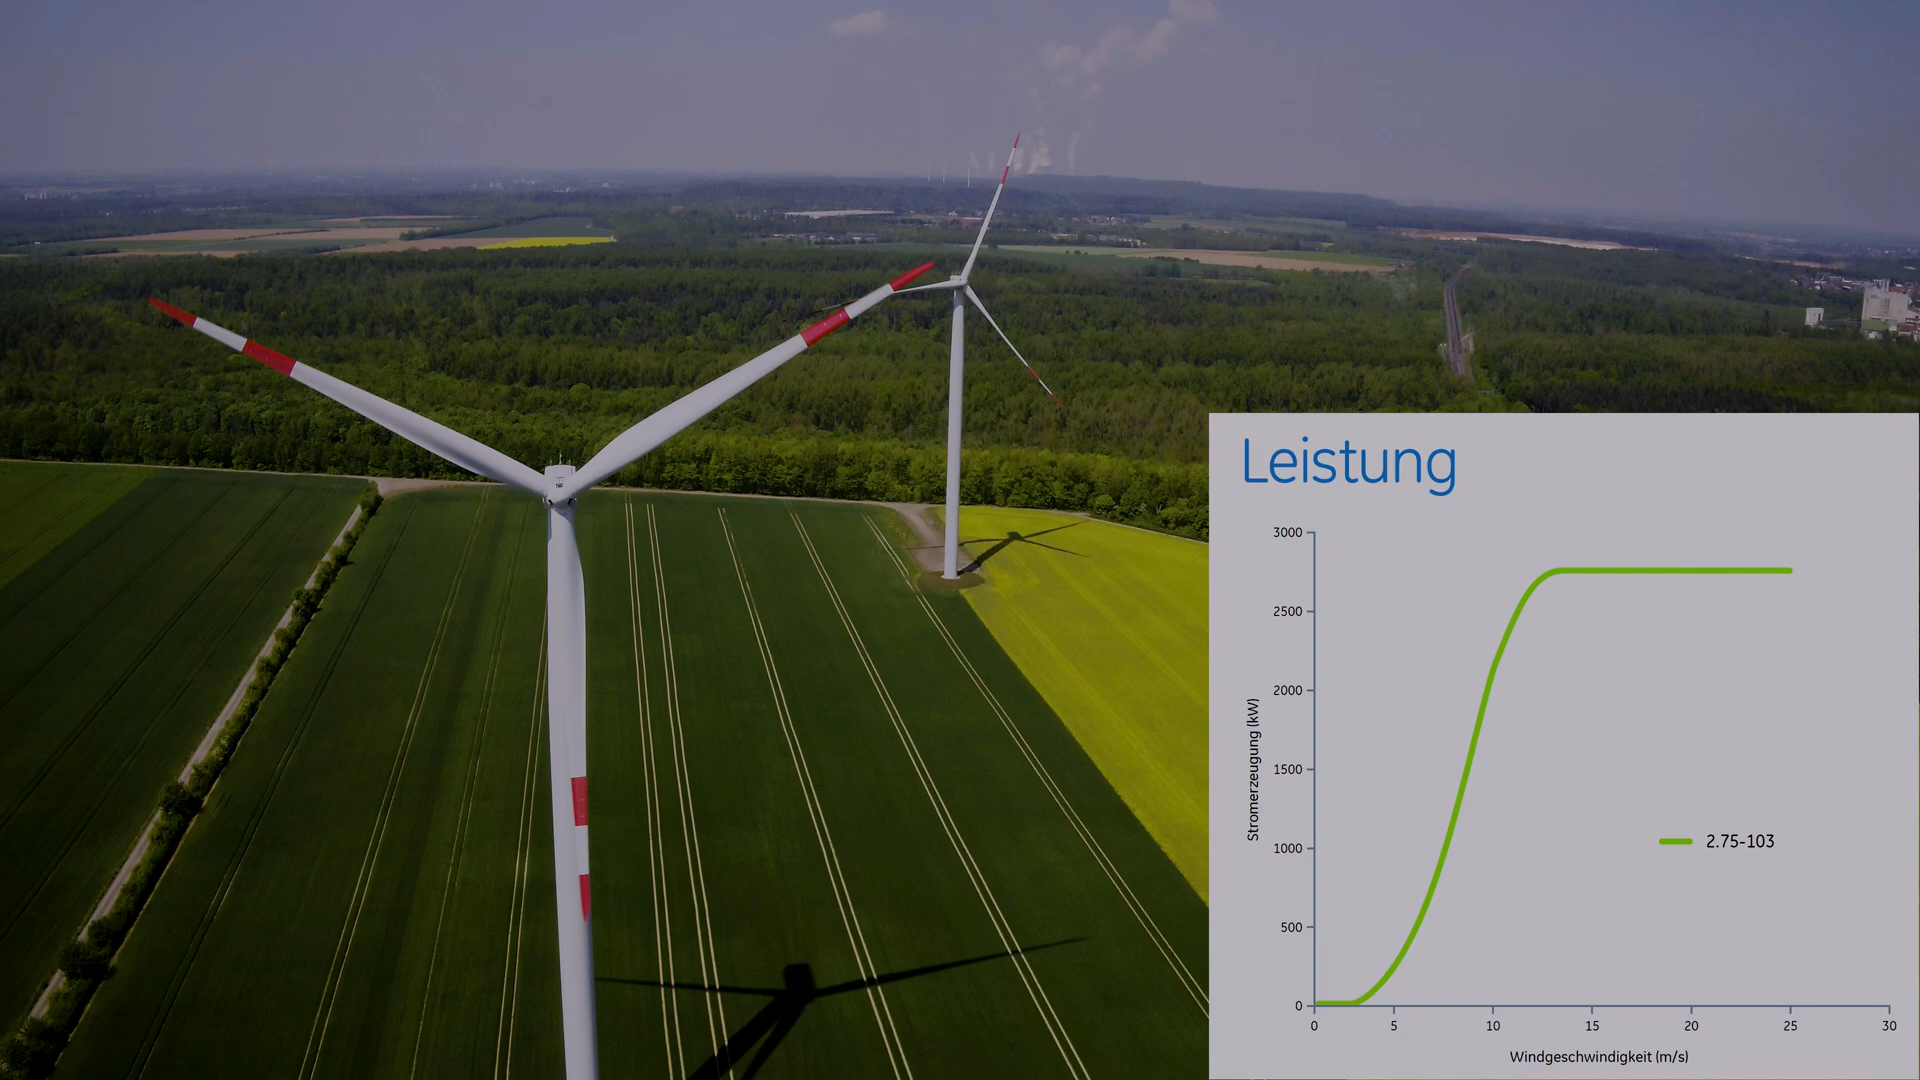 Leistung
3000
2500
2000
1500
1000
500
0
Stromerzeugung (kW)
2.75-103
0 5 10 15 20 25 30
Windgeschwindigkeit (m/s)